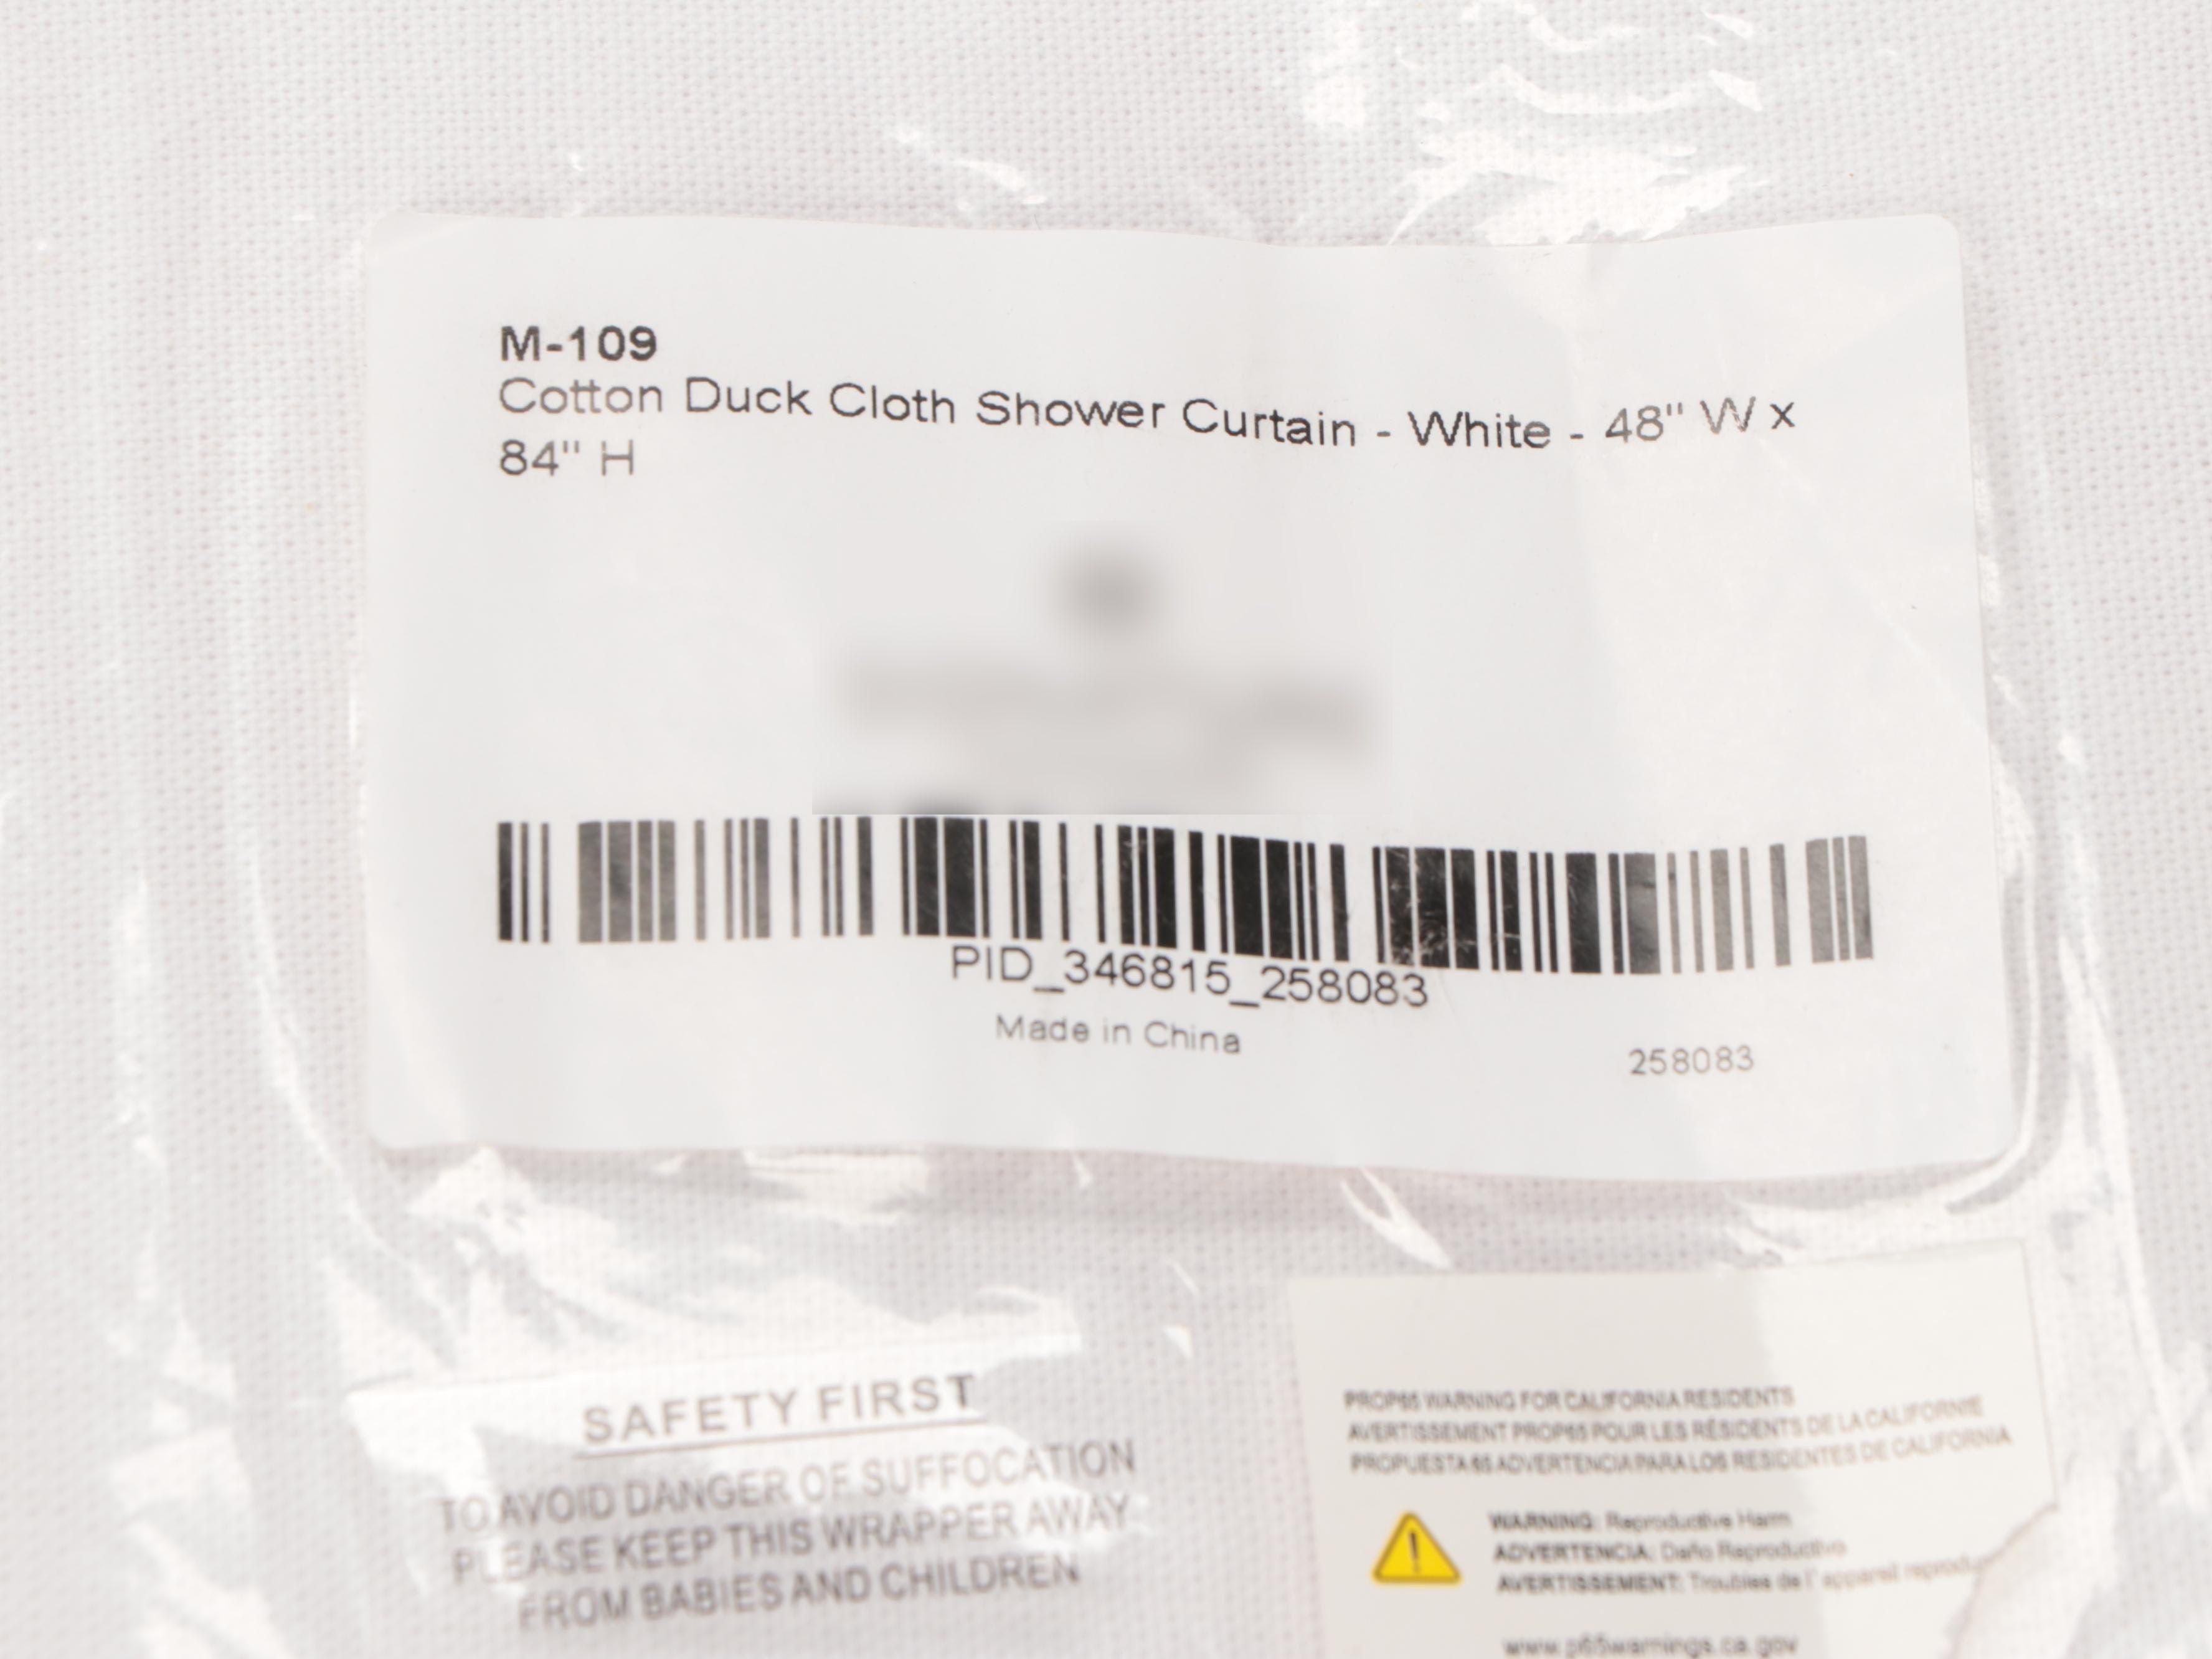 M-109
Cotton Duck Cloth Shower Curtain - White - 48" W x
84" H
PID_346815_258083
Made in China
258083
SAFETY FIRST
TO AVOID DANGER OF SUFFOCATION
PLEASE KEEP THIS WRAPPER AWAY
FROM BABIES AND CHILDREN
PROP65 WARNING FOR CALIFORNIA RESIDENTS
AVERTISSEMENT PROP65 POUR LES RÉSIDENTS DE LA CALIFORNIE
PROPUESTA 65 ADVERTENCIA PARA LOS RESIDENTES DE CALIFORNIA
WARNING: Reproductive Harm
ADVERTENCIA: Daño Reproductivo
AVERTISSEMENT: Troubles de l'appareil
www.p65warnings.ca.gov